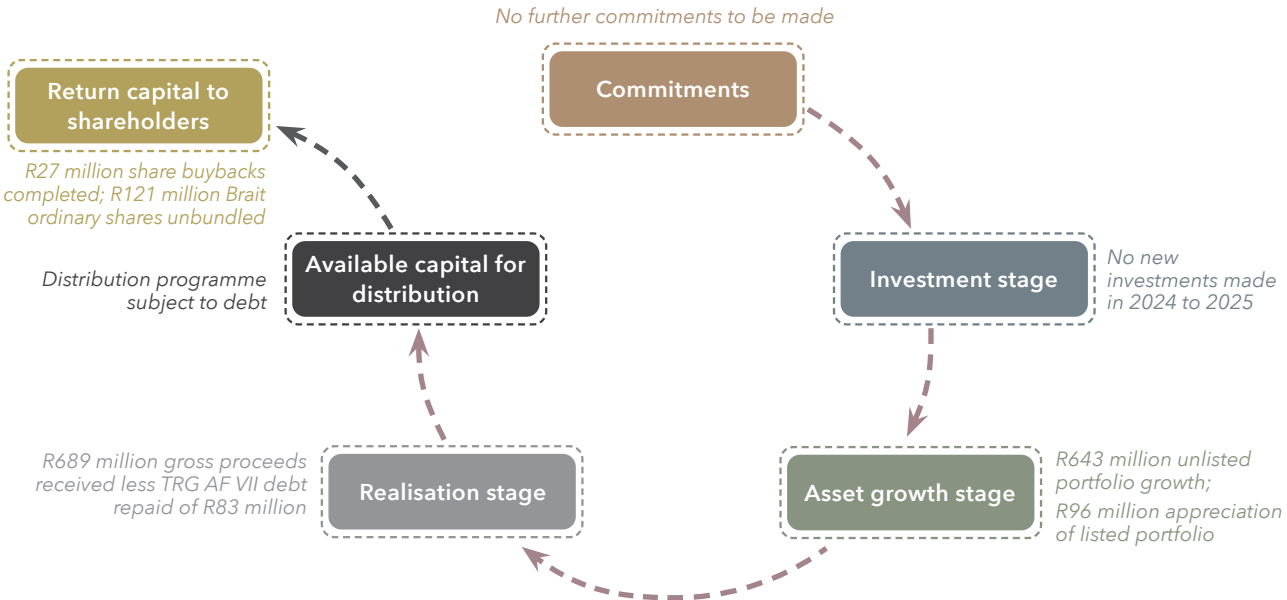 No further commitments to be made
Commitments
Return capital to
shareholders
R27 million share buybacks
completed; R121 million Brait
ordinary shares unbundled
Available capital for
distribution
Distribution programme
subject to debt
Investment stage
No new
investments made
in 2024 to 2025
R689 million gross proceeds
received less TRG AF VII debt
repaid of R83 million
Realisation stage
Asset growth stage
R643 million unlisted
portfolio growth;
R96 million appreciation
of listed portfolio